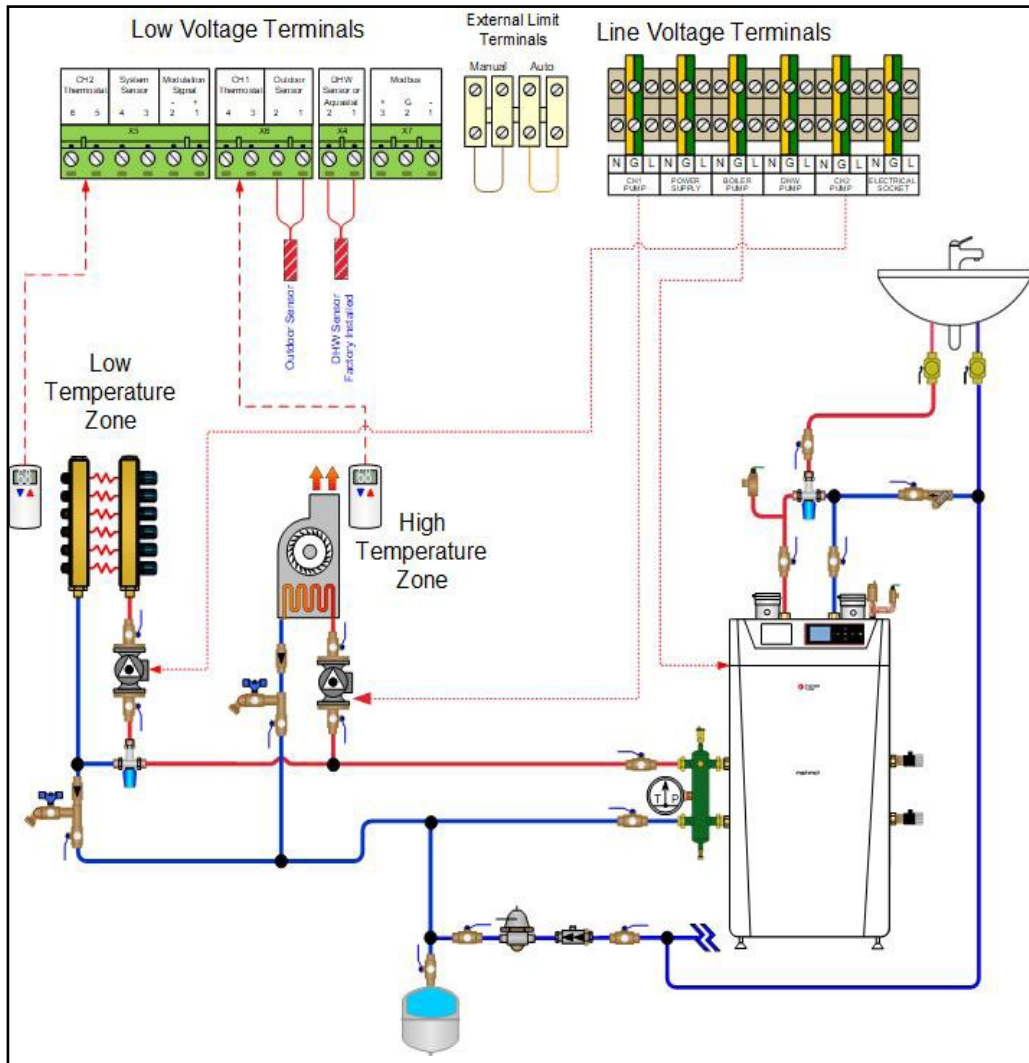 Low Voltage Terminals
External Limit
Terminals
Line Voltage Terminals
Manual
Auto
CH2
Thermostat
6 5
System
Sensor
4 3
Modulation
Signal
- +
2 1
X5
CH1
Thermostat
4 3
Outdoor
Sensor
2 1
X6
DHW
Sensor or
Aquastat
2 1
X4
Modbus
+ G -
3 2 1
X7
N G L
CH1
PUMP
N G L
POWER
SUPPLY
N G L
BOILER
PUMP
N G L
DHW
PUMP
N G L
CH2
PUMP
N G L
ELECTRICAL
SOCKET
Outdoor Sensor
DHW Sensor
Factory Installed
Low
Temperature
Zone
High
Temperature
Zone
T P